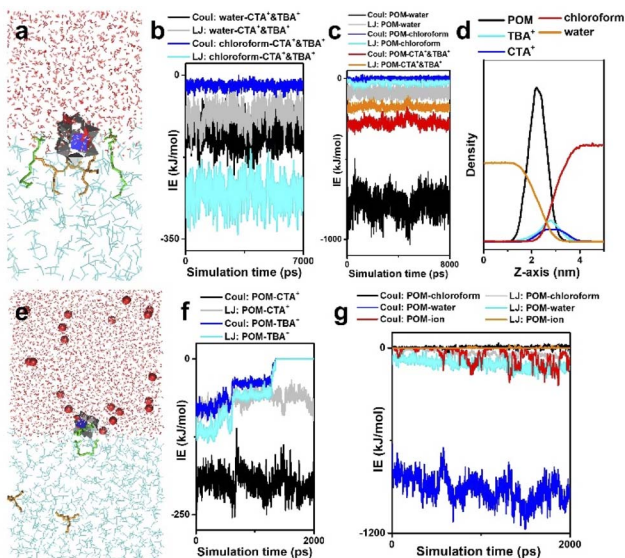 a
b
Coul: water-CTA⁺&TBA⁺
LJ: water-CTA⁺&TBA⁺
Coul: chloroform-CTA⁺&TBA⁺
LJ: chloroform-CTA⁺&TBA⁺
0
-350
IE (kJ/mol)
0 7000
Simulation time (ps)
c
Coul: POM-water
LJ: POM-water
Coul: POM-chloroform
LJ: POM-chloroform
Coul: POM-CTA⁺&TBA⁺
LJ: POM-CTA⁺&TBA⁺
0
-1000
IE (kJ/mol)
0 8000
Simulation time (ps)
d
POM
TBA⁺
CTA⁺
chloroform
water
Density
0 2 4
Z-axis (nm)
e
f
Coul: POM-CTA⁺
LJ: POM-CTA⁺
Coul: POM-TBA⁺
LJ: POM-TBA⁺
0
-250
IE (kJ/mol)
0 2000
Simulation time (ps)
g
Coul: POM-chloroform
Coul: POM-water
Coul: POM-ion
LJ: POM-chloroform
LJ: POM-water
LJ: POM-ion
0
-1200
IE (kJ/mol)
0 2000
Simulation time (ps)